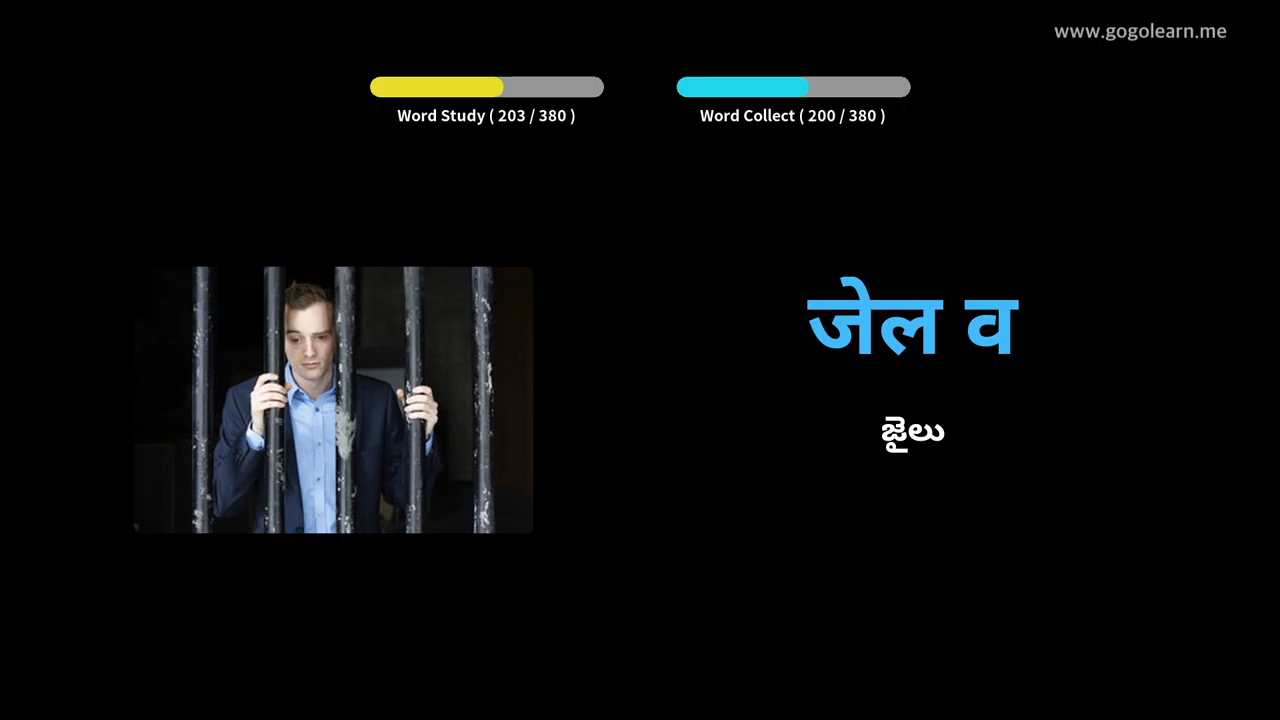 www.gogolearn.me
Word Study ( 203 / 380 )
Word Collect ( 200 / 380 )
जेल व
జైలు